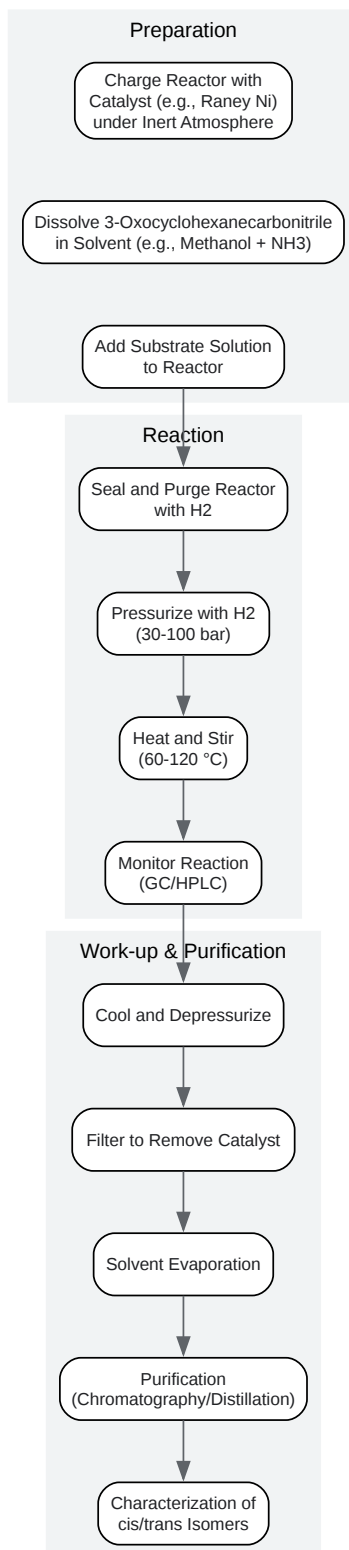 Preparation
Charge Reactor with
Catalyst (e.g., Raney Ni)
under Inert Atmosphere
Dissolve 3-Oxocyclohexanecarbonitrile
in Solvent (e.g., Methanol + NH3)
Add Substrate Solution
to Reactor
Reaction
Seal and Purge Reactor
with H2
Pressurize with H2
(30-100 bar)
Heat and Stir
(60-120 °C)
Monitor Reaction
(GC/HPLC)
Work-up & Purification
Cool and Depressurize
Filter to Remove Catalyst
Solvent Evaporation
Purification
(Chromatography/Distillation)
Characterization of
cis/trans Isomers